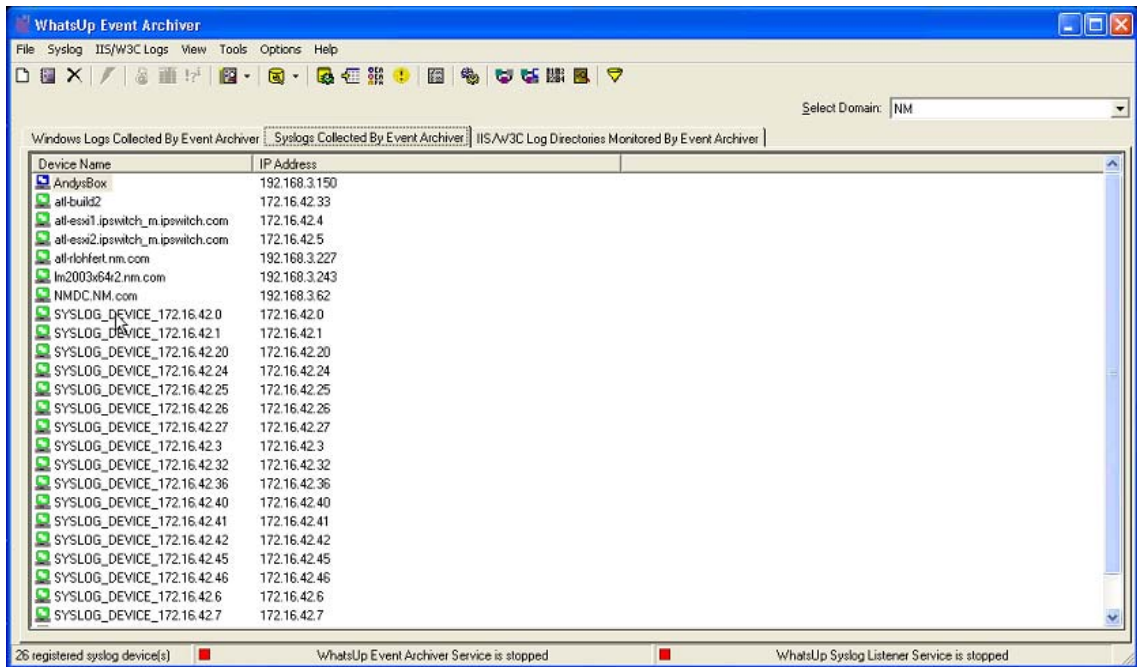 WhatsUp Event Archiver
File Syslog IIS/W3C Logs View Tools Options Help
Select Domain: NM
Windows Logs Collected By Event Archiver Syslogs Collected By Event Archiver IIS/W3C Log Directories Monitored By Event Archiver
Device Name IP Address
AndysBox 192.168.3.150
atl-build2 172.16.42.33
atl-esxi1.ipswitch_m.ipswitch.com 172.16.42.4
atl-esxi2.ipswitch_m.ipswitch.com 172.16.42.5
atl-rlohfert.nm.com 192.168.3.227
lm2003x64r2.nm.com 192.168.3.243
NMDC.NM.com 192.168.3.62
SYSLOG_DEVICE_172.16.42.0 172.16.42.0
SYSLOG_DEVICE_172.16.42.1 172.16.42.1
SYSLOG_DEVICE_172.16.42.20 172.16.42.20
SYSLOG_DEVICE_172.16.42.24 172.16.42.24
SYSLOG_DEVICE_172.16.42.25 172.16.42.25
SYSLOG_DEVICE_172.16.42.26 172.16.42.26
SYSLOG_DEVICE_172.16.42.27 172.16.42.27
SYSLOG_DEVICE_172.16.42.3 172.16.42.3
SYSLOG_DEVICE_172.16.42.32 172.16.42.32
SYSLOG_DEVICE_172.16.42.36 172.16.42.36
SYSLOG_DEVICE_172.16.42.40 172.16.42.40
SYSLOG_DEVICE_172.16.42.41 172.16.42.41
SYSLOG_DEVICE_172.16.42.42 172.16.42.42
SYSLOG_DEVICE_172.16.42.45 172.16.42.45
SYSLOG_DEVICE_172.16.42.46 172.16.42.46
SYSLOG_DEVICE_172.16.42.6 172.16.42.6
SYSLOG_DEVICE_172.16.42.7 172.16.42.7
26 registered syslog device(s) WhatsUp Event Archiver Service is stopped WhatsUp Syslog Listener Service is stopped